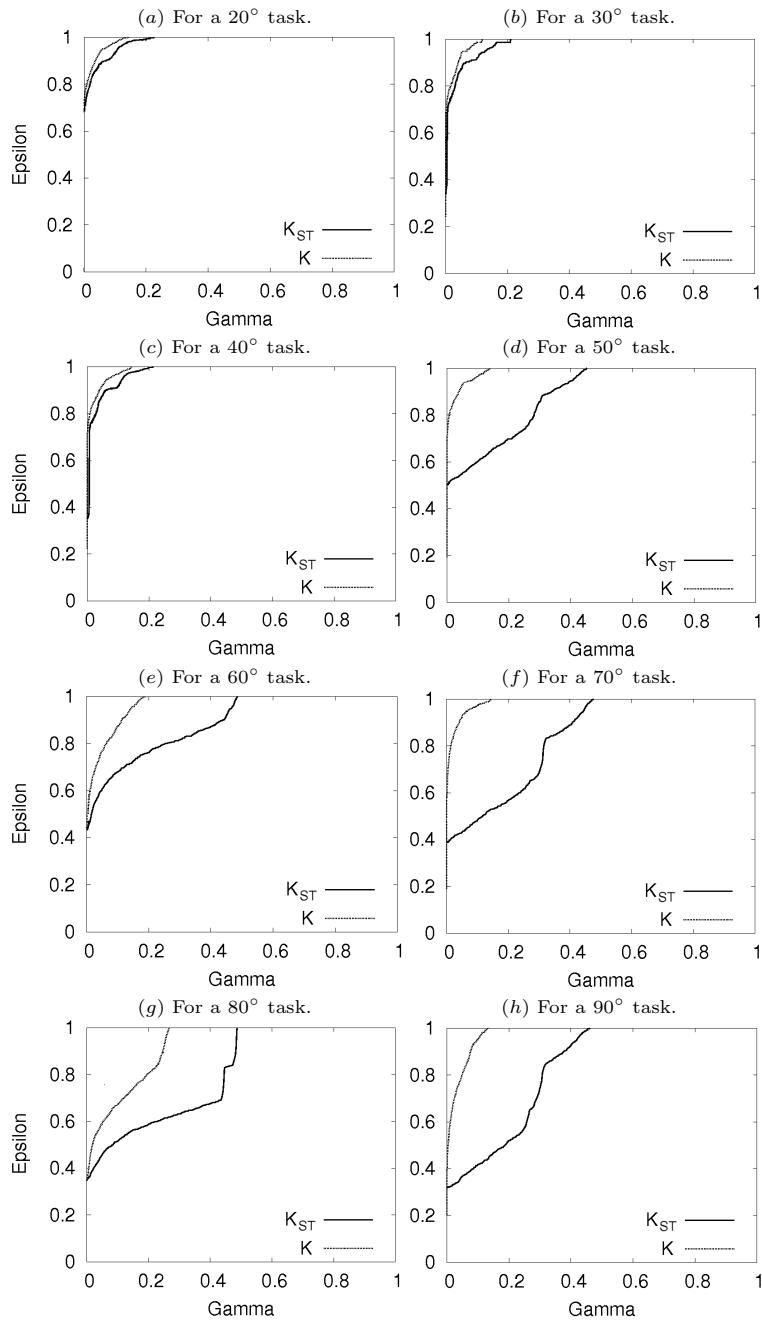 (a) For a 20° task.
(b) For a 30° task.
1
0.8
0.6
0.4
0.2
0
Epsilon
K_ST
K
0 0.2 0.4 0.6 0.8 1
Gamma
1
0.8
0.6
0.4
0.2
0
K_ST
K
0 0.2 0.4 0.6 0.8 1
Gamma
(c) For a 40° task.
(d) For a 50° task.
1
0.8
0.6
0.4
0.2
0
Epsilon
K_ST
K
0 0.2 0.4 0.6 0.8 1
Gamma
1
0.8
0.6
0.4
0.2
0
K_ST
K
0 0.2 0.4 0.6 0.8 1
Gamma
(e) For a 60° task.
(f) For a 70° task.
1
0.8
0.6
0.4
0.2
0
Epsilon
K_ST
K
0 0.2 0.4 0.6 0.8 1
Gamma
1
0.8
0.6
0.4
0.2
0
K_ST
K
0 0.2 0.4 0.6 0.8 1
Gamma
(g) For a 80° task.
(h) For a 90° task.
1
0.8
0.6
0.4
0.2
0
Epsilon
K_ST
K
0 0.2 0.4 0.6 0.8 1
Gamma
1
0.8
0.6
0.4
0.2
0
K_ST
K
0 0.2 0.4 0.6 0.8 1
Gamma